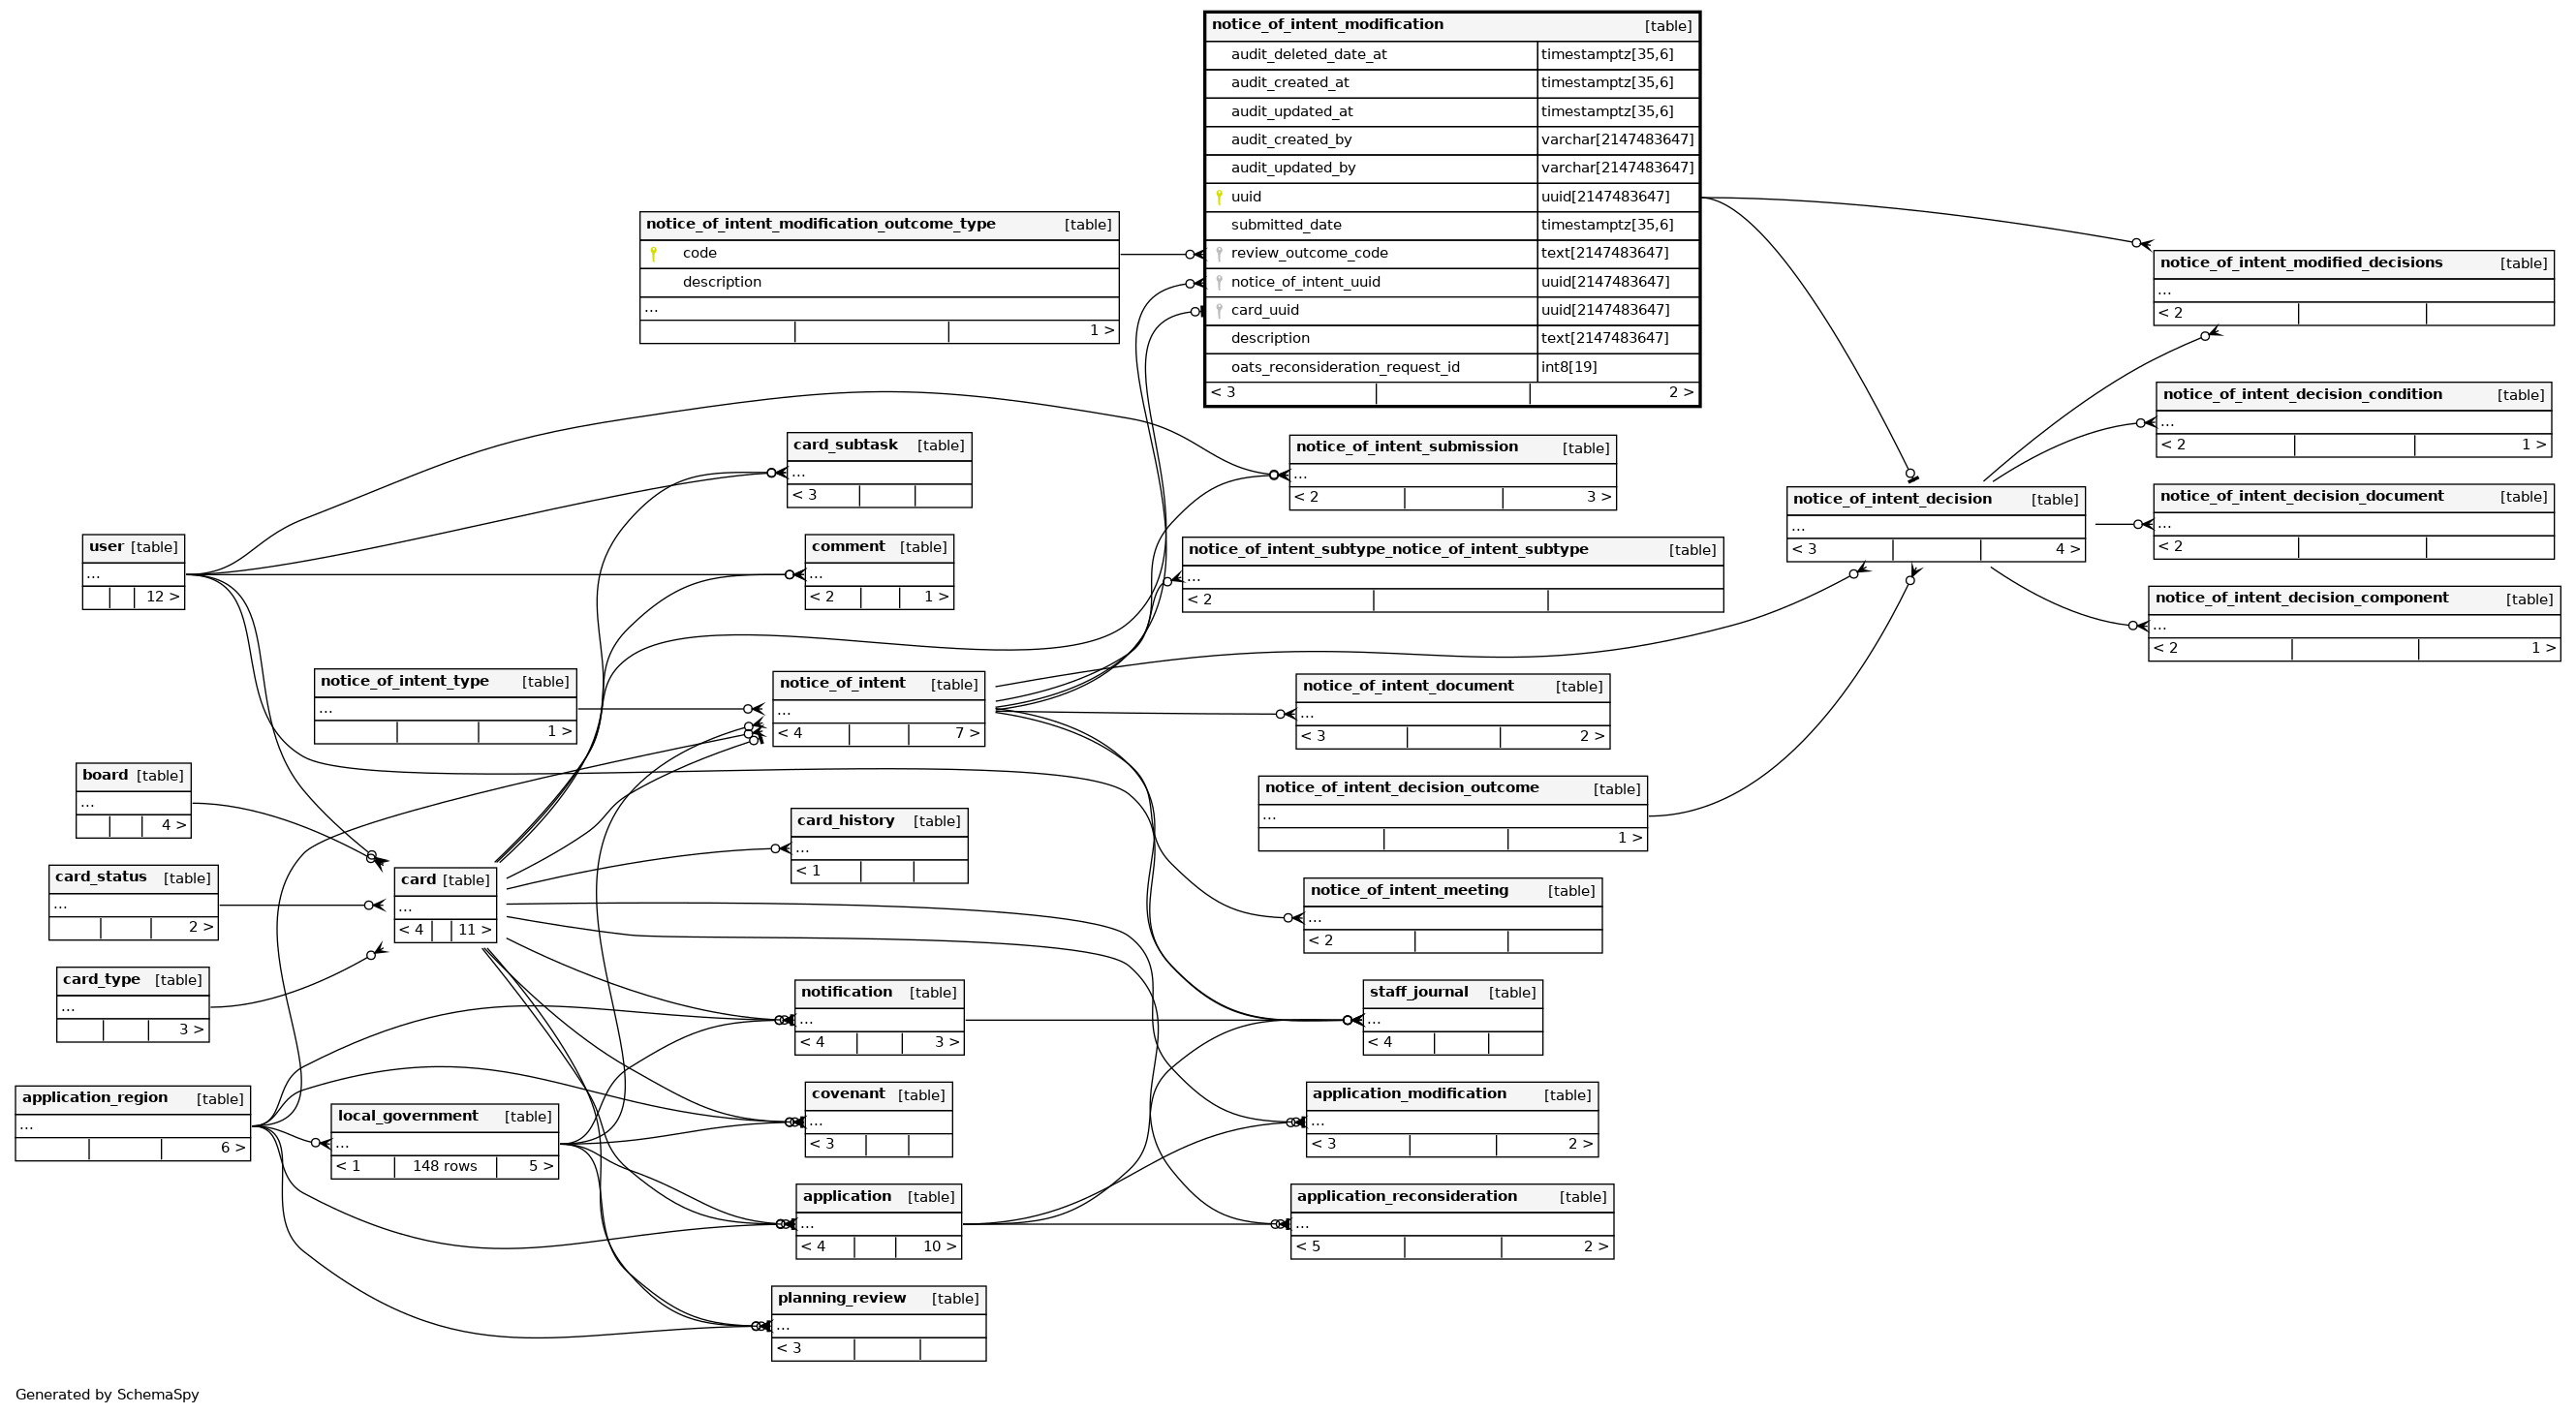 notice_of_intent_modification [table]
audit_deleted_date_at timestamptz[35,6]
audit_created_at timestamptz[35,6]
audit_updated_at timestamptz[35,6]
audit_created_by varchar[2147483647]
audit_updated_by varchar[2147483647]
uuid uuid[2147483647]
submitted_date timestamptz[35,6]
review_outcome_code text[2147483647]
notice_of_intent_uuid uuid[2147483647]
card_uuid uuid[2147483647]
description text[2147483647]
oats_reconsideration_request_id int8[19]
< 3 2 >
notice_of_intent_modification_outcome_type [table]
code
description
...
1 >
notice_of_intent_modified_decisions [table]
...
< 2
notice_of_intent_decision_condition [table]
...
< 2 1 >
card_subtask [table]
...
< 3
notice_of_intent_submission [table]
...
< 2 3 >
notice_of_intent_decision [table]
...
< 3 4 >
notice_of_intent_decision_document [table]
...
< 2
user [table]
...
12 >
comment [table]
...
< 2 1 >
notice_of_intent_subtype_notice_of_intent_subtype [table]
...
< 2
notice_of_intent_decision_component [table]
...
< 2 1 >
notice_of_intent_type [table]
...
1 >
notice_of_intent [table]
...
< 4 7 >
notice_of_intent_document [table]
...
< 3 2 >
board [table]
...
4 >
notice_of_intent_decision_outcome [table]
...
1 >
card_history [table]
...
< 1
card_status [table]
...
2 >
card [table]
...
< 4 11 >
notice_of_intent_meeting [table]
...
< 2
card_type [table]
...
3 >
notification [table]
...
< 4 3 >
staff_journal [table]
...
< 4
application_region [table]
...
6 >
local_government [table]
...
< 1 148 rows 5 >
covenant [table]
...
< 3
application_modification [table]
...
< 3 2 >
application [table]
...
< 4 10 >
application_reconsideration [table]
...
< 5 2 >
planning_review [table]
...
< 3
Generated by SchemaSpy